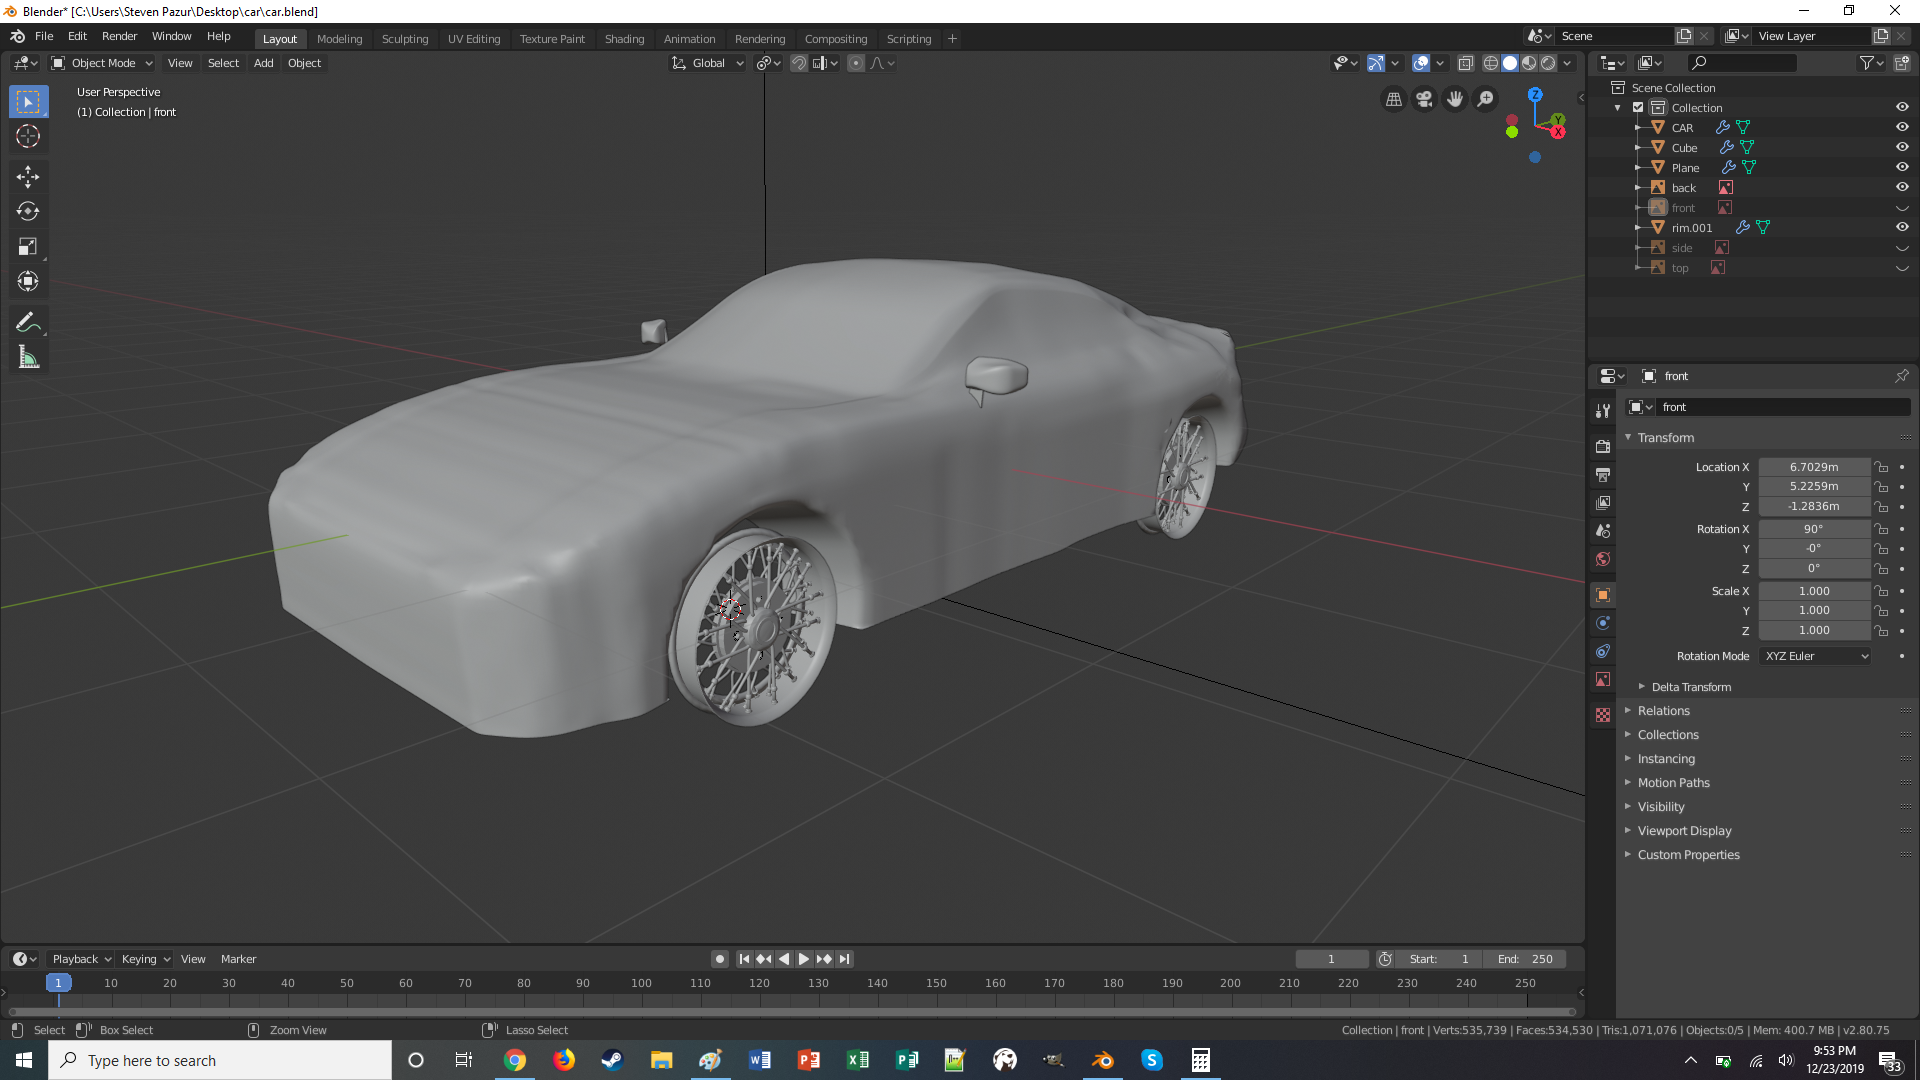 Blender* [C:\Users\Steven Pazur\Desktop\car\car.blend]
File Edit Render Window Help Layout Modeling Sculpting UV Editing Texture Paint Shading Animation Rendering Compositing Scripting + Scene View Layer
Object Mode View Select Add Object Global
User Perspective
(1) Collection | front
Z
Y
X
Scene Collection
Collection
CAR
Cube
Plane
back
front
rim.001
side
top
front
front
Transform
Location X 6.7029m
Y 5.2259m
Z -1.2836m
Rotation X 90°
Y -0°
Z 0°
Scale X 1.000
Y 1.000
Z 1.000
Rotation Mode XYZ Euler
Delta Transform
Relations
Collections
Instancing
Motion Paths
Visibility
Viewport Display
Custom Properties
Playback Keying View Marker 1 Start: 1 End: 250
1 10 20 30 40 50 60 70 80 90 100 110 120 130 140 150 160 170 180 190 200 210 220 230 240 250
Select Box Select Zoom View Lasso Select Collection | front | Verts:535,739 | Faces:534,530 | Tris:1,071,076 | Objects:0/5 | Mem: 400.7 MB | v2.80.75
Type here to search
9:53 PM
12/23/2019
33